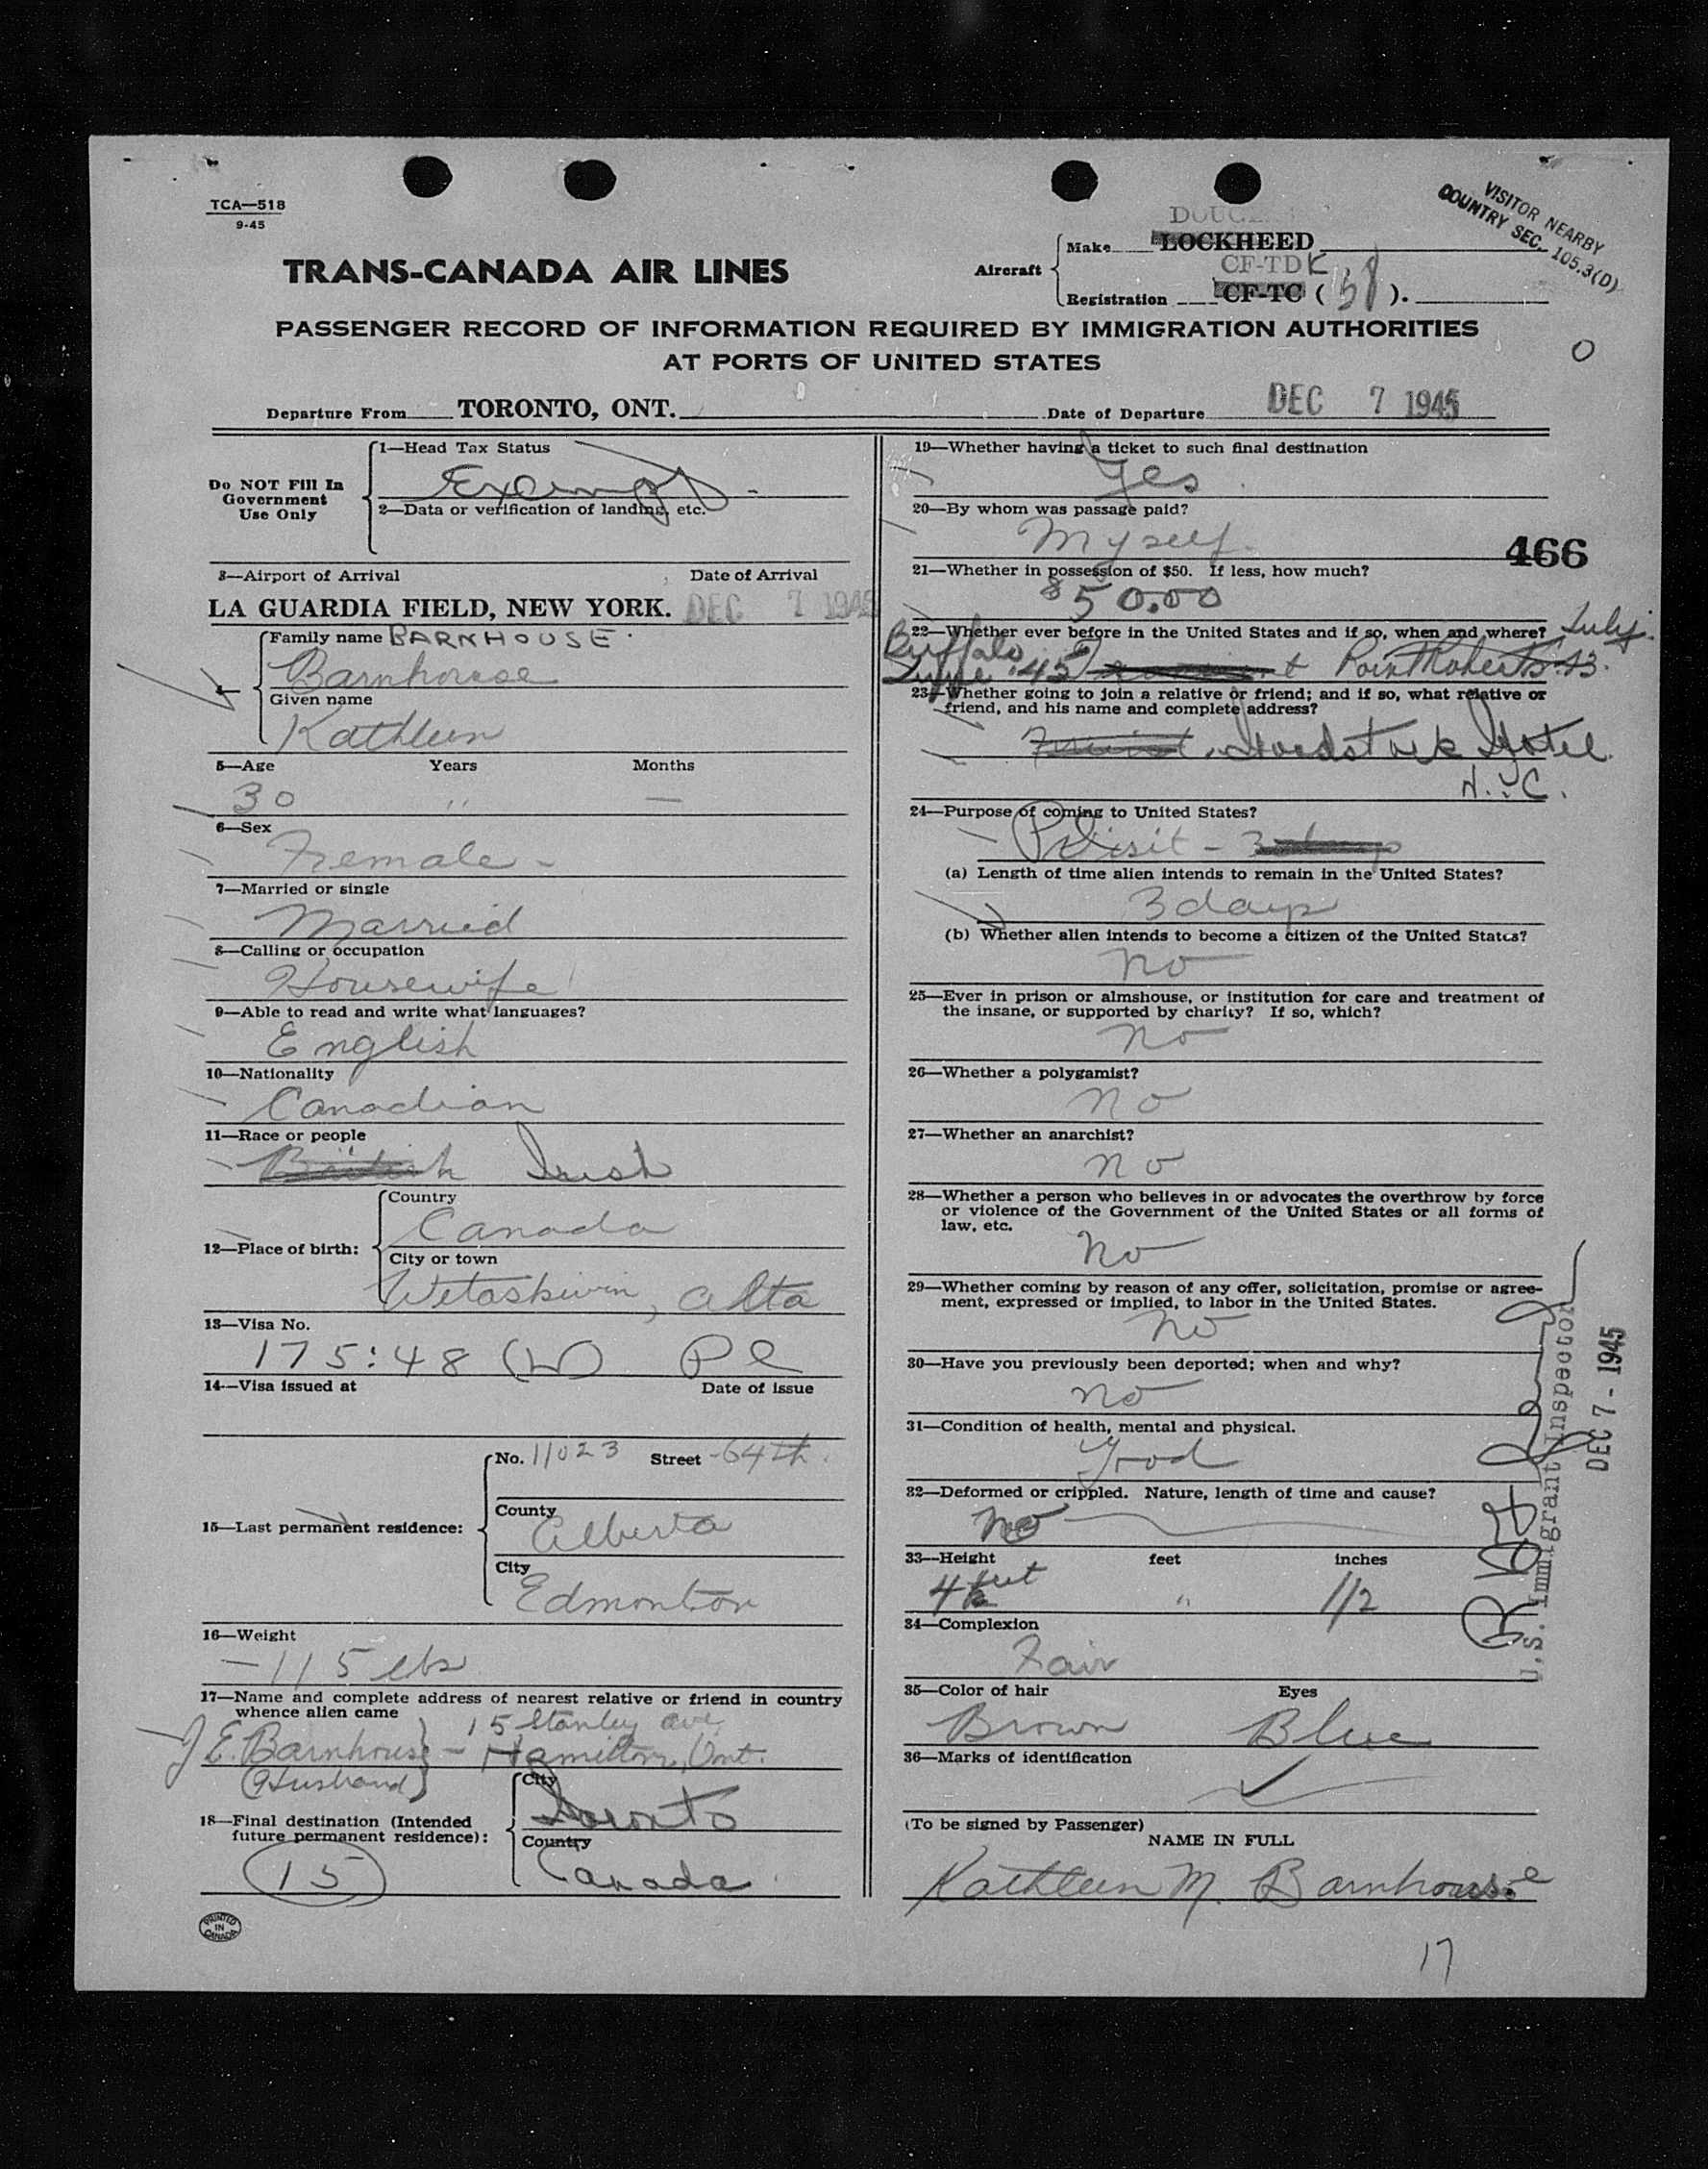 TCA—518
9-45
VISITOR NEARBY
COUNTRY SEC. 105.3(D)
TRANS-CANADA AIR LINES
Aircraft
Make LOCKHEED
CF-TDK
Registration CF-TC ( ).
PASSENGER RECORD OF INFORMATION REQUIRED BY IMMIGRATION AUTHORITIES
AT PORTS OF UNITED STATES
O
Departure From TORONTO, ONT. Date of Departure DEC 7 1945
Do NOT Fill In
Government
Use Only
1—Head Tax Status
Exempt
2—Data or verification of landing, etc.
3—Airport of Arrival Date of Arrival
LA GUARDIA FIELD, NEW YORK. DEC 7 1945
Family name BARNHOUSE
Barnhouse
Given name
Kathleen
5—Age Years Months
30 " —
6—Sex
Female -
7—Married or single
Married
8—Calling or occupation
Housewife
9—Able to read and write what languages?
English
10—Nationality
Canadian
11—Race or people
British Irish
12—Place of birth:
Country
Canada
City or town
Wetaskiwin, Alta
13—Visa No.
175:48 (W) Pl
14—Visa issued at Date of issue
15—Last permanent residence:
No. 11023 Street -64th.
County
Alberta
City
Edmonton
16—Weight
—115 lbs
17—Name and complete address of nearest relative or friend in country
whence alien came
15 Stanley ave
J E. Barnhouse — Hamilton, Ont.
(Husband)
18—Final destination (Intended
future permanent residence):
15
City
Toronto
Country
Canada
PRINTED
IN
CANADA
19—Whether having a ticket to such final destination
Yes
20—By whom was passage paid?
Myself.
466
21—Whether in possession of $50. If less, how much?
$50.00
22—Whether ever before in the United States and if so, when and where? July
Buffalo
June '45 Point Roberts 43.
23—Whether going to join a relative or friend; and if so, what relative or
friend, and his name and complete address?
Woodstock Hotel
N.Y.C.
24—Purpose of coming to United States?
Visit - 3 days
(a) Length of time alien intends to remain in the United States?
3 days
(b) Whether alien intends to become a citizen of the United States?
no
25—Ever in prison or almshouse, or institution for care and treatment of
the insane, or supported by charity? If so, which?
no
26—Whether a polygamist?
no
27—Whether an anarchist?
no
28—Whether a person who believes in or advocates the overthrow by force
or violence of the Government of the United States or all forms of
law, etc.
no
29—Whether coming by reason of any offer, solicitation, promise or agree-
ment, expressed or implied, to labor in the United States.
no
30—Have you previously been deported; when and why?
no
31—Condition of health, mental and physical.
Good
32—Deformed or crippled. Nature, length of time and cause?
No
33—Height feet inches
4 feet " 1/2
34—Complexion
Fair
35—Color of hair Eyes
Brown Blue
36—Marks of identification
(To be signed by Passenger)
NAME IN FULL
Kathleen M. Barnhouse
U.S. Immigrant Inspector
DEC 7 - 1945
17